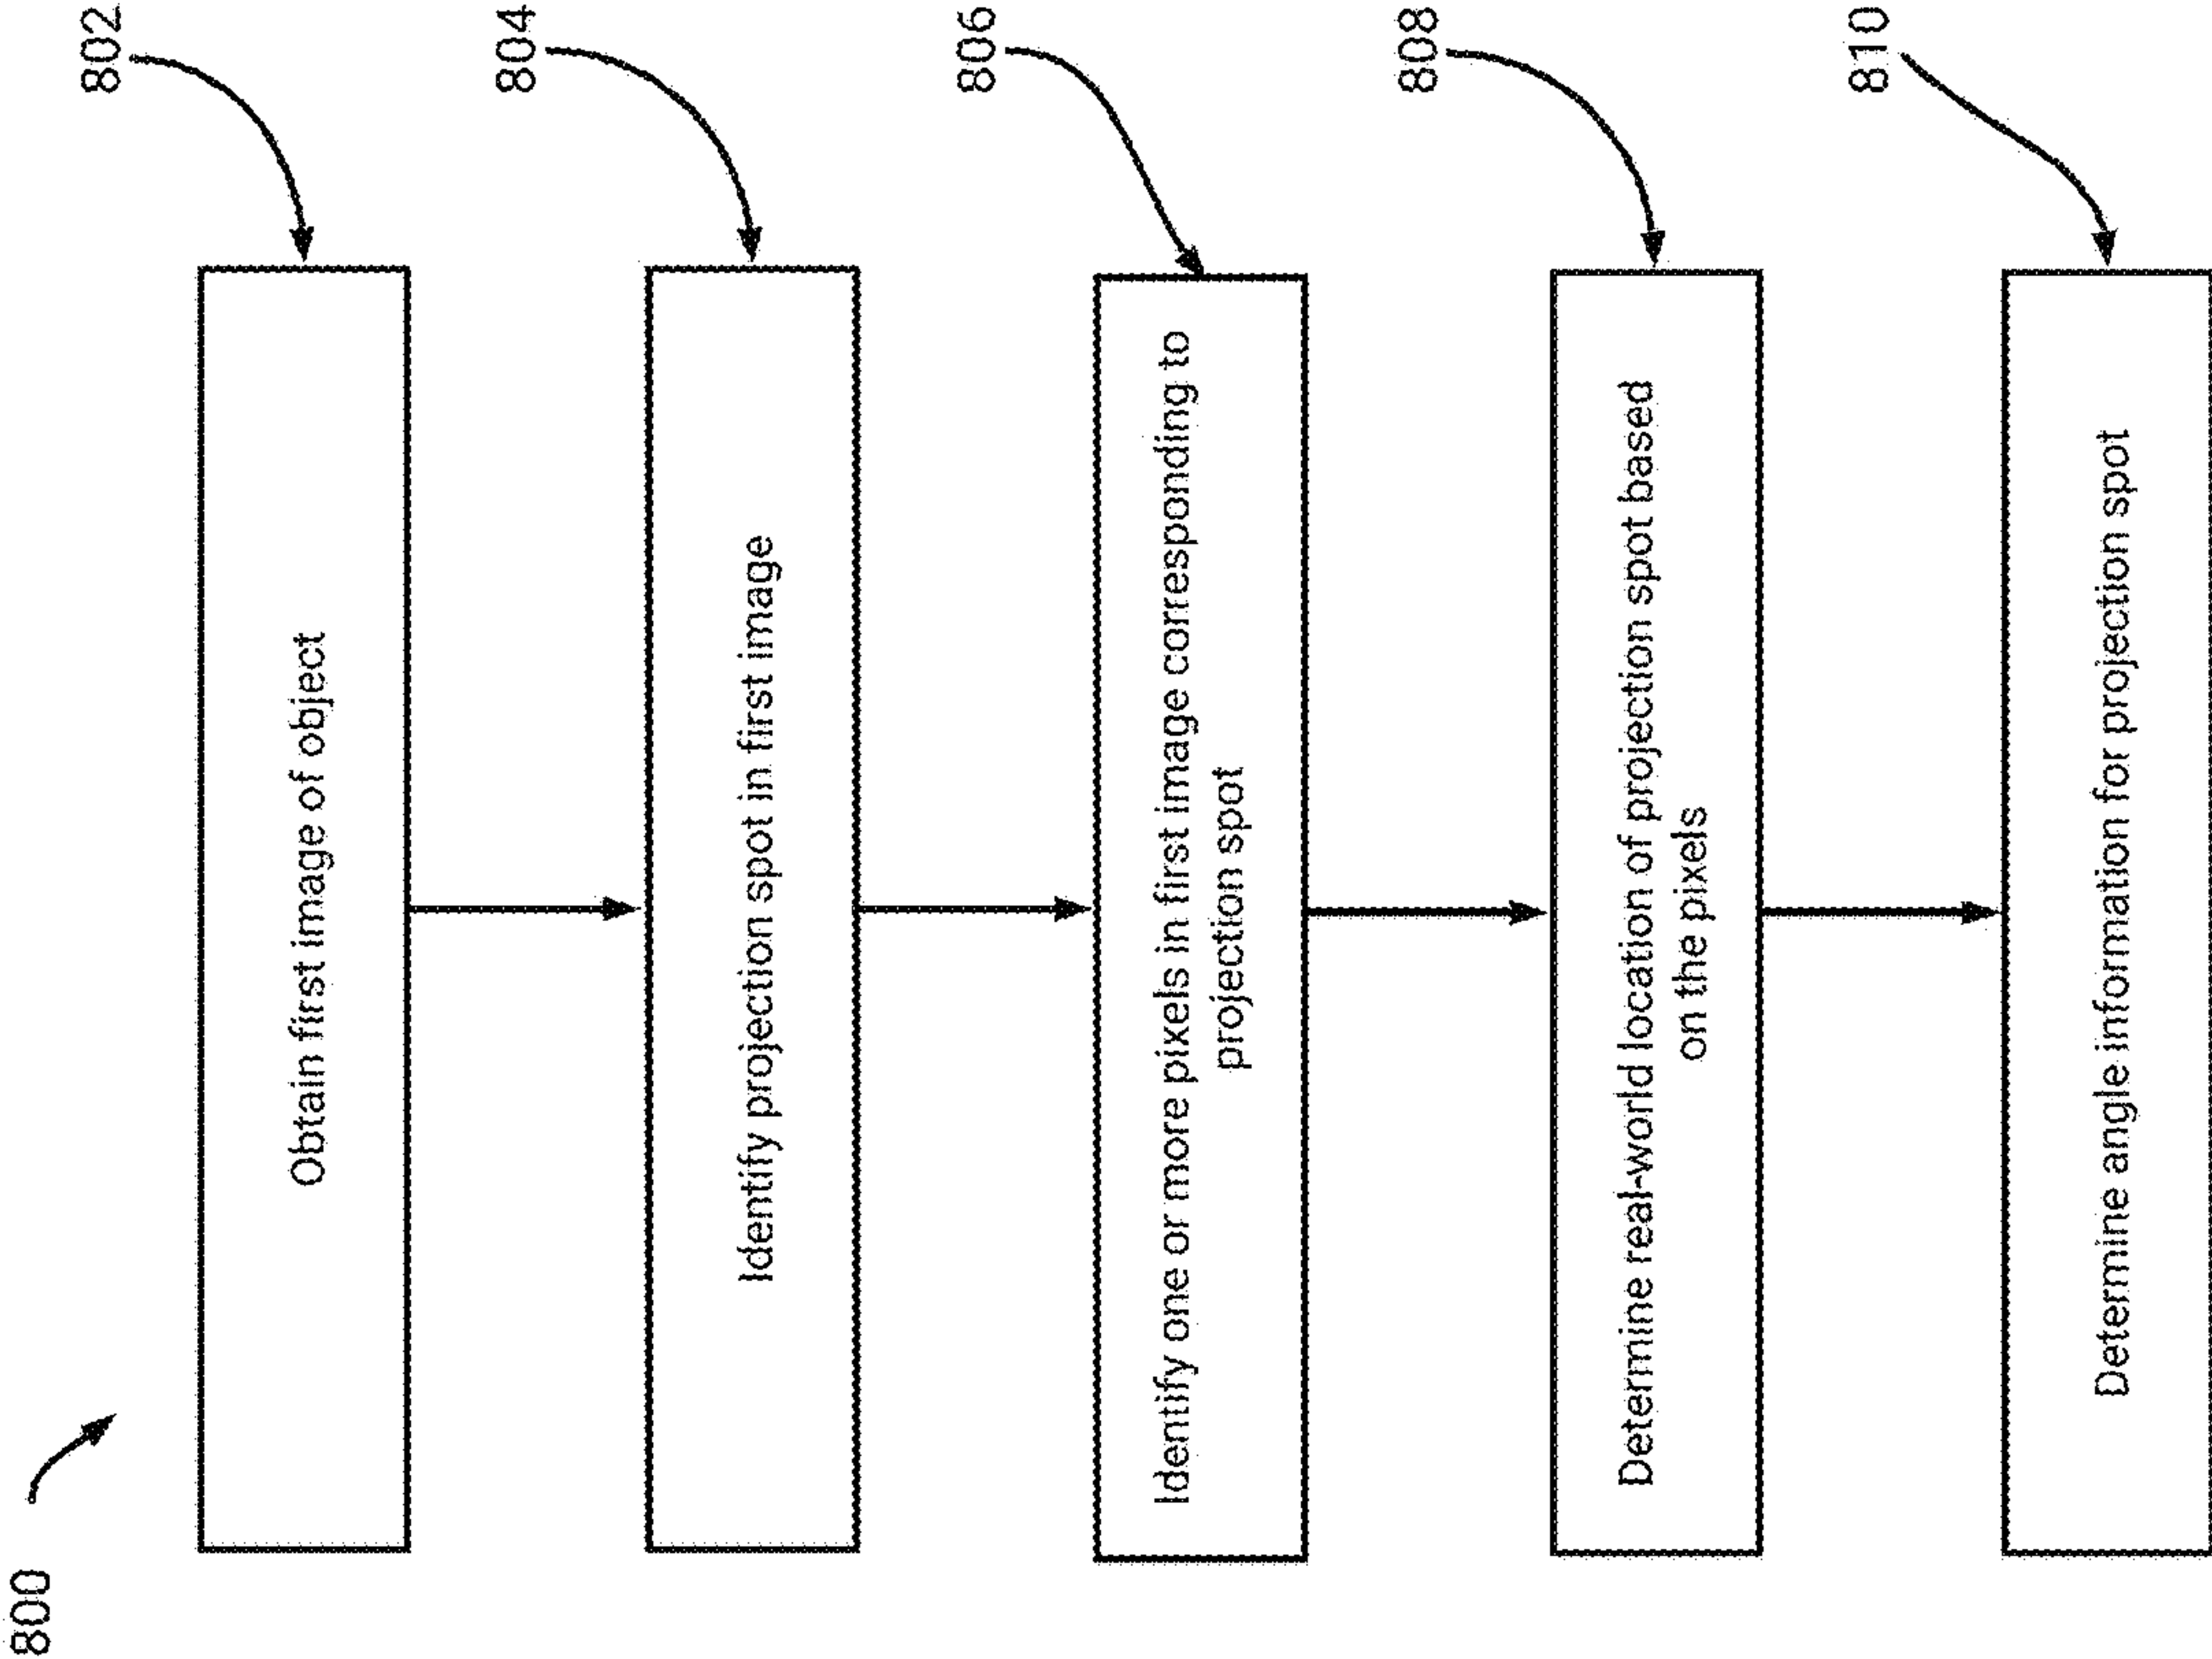 800
802
Obtain first image of object
804
Identify projection spot in first image
806
Identify one or more pixels in first image corresponding to
projection spot
808
Determine real-world location of projection spot based
on the pixels
810
Determine angle information for projection spot